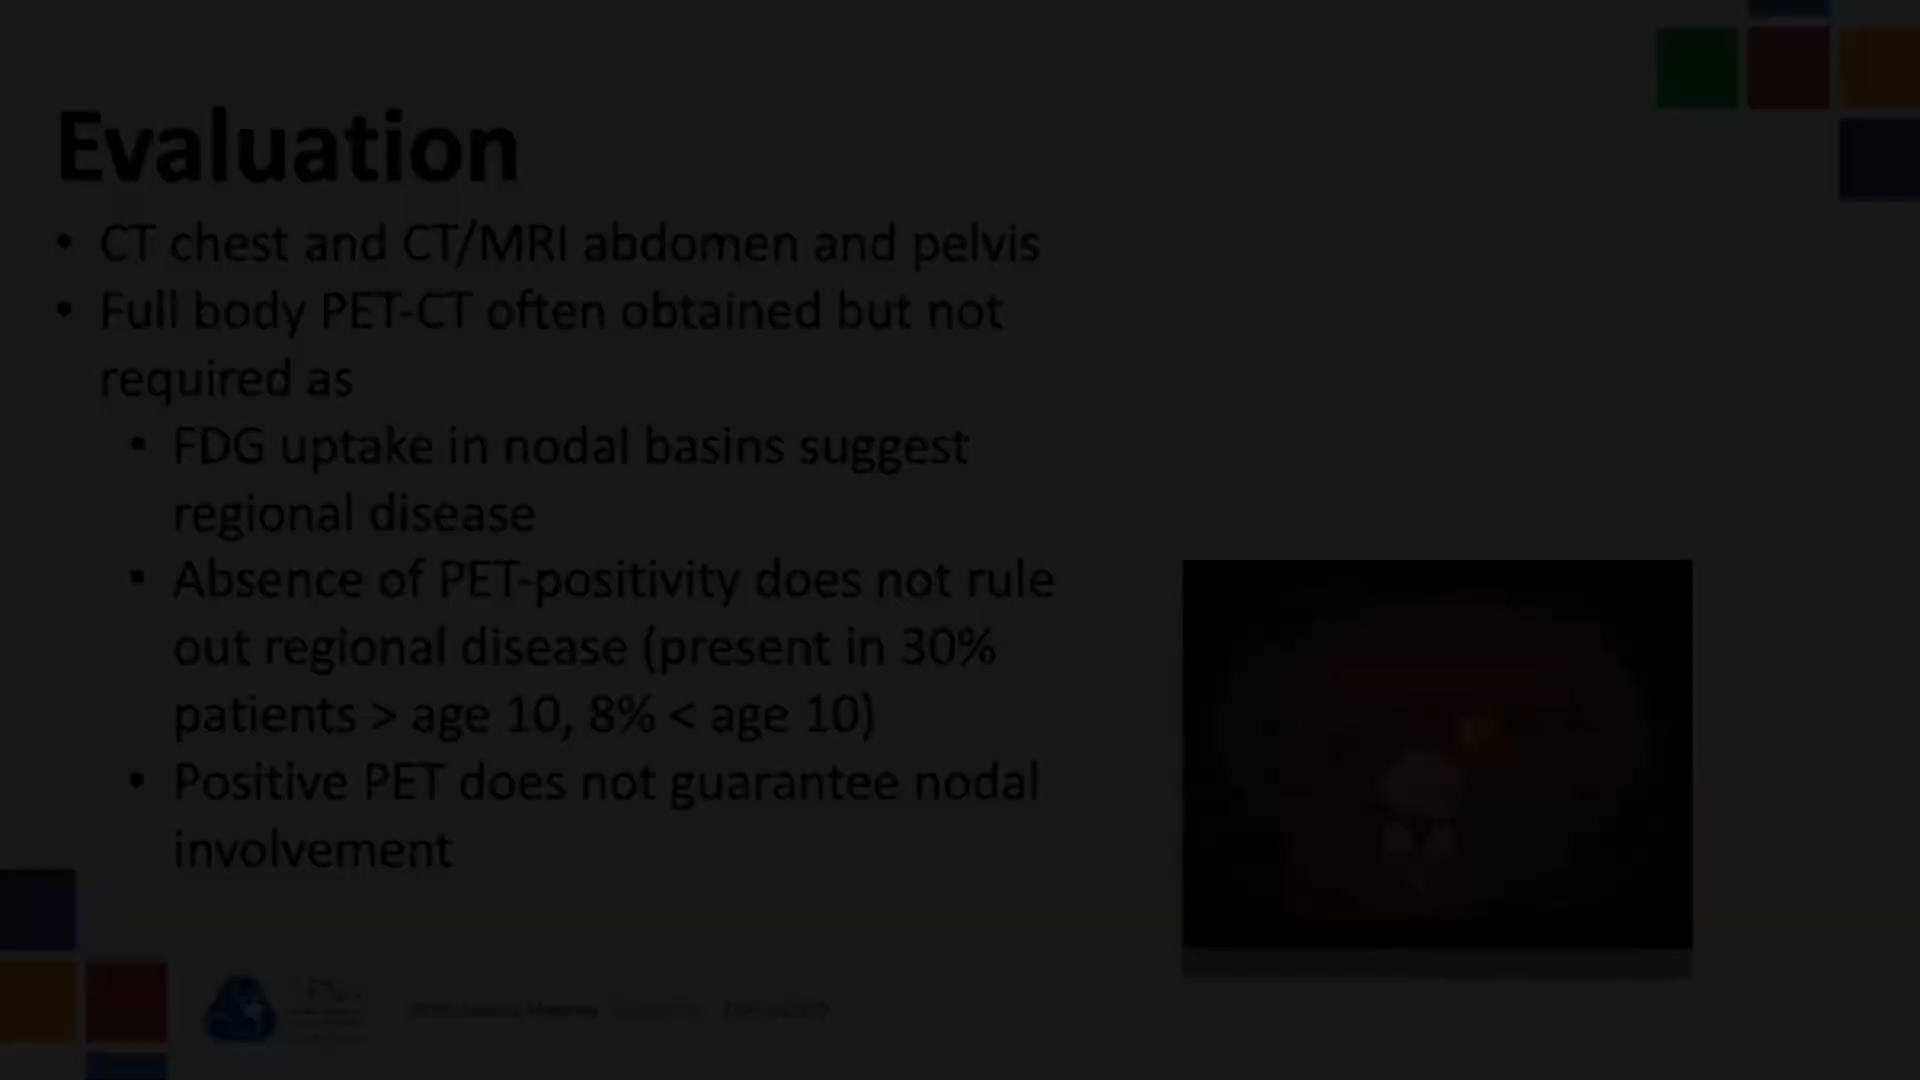 Evaluation
• CT chest and CT/MRI abdomen and pelvis
• Full body PET-CT often obtained but not
required as
• FDG uptake in nodal basins suggest
regional disease
• Absence of PET-positivity does not rule
out regional disease (present in 30%
patients > age 10, 8% < age 10)
• Positive PET does not guarantee nodal
involvement